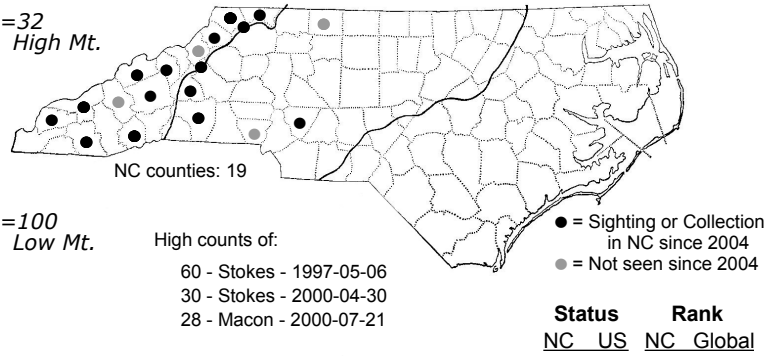 =32
High Mt.
NC counties: 19
=100
Low Mt.
High counts of:
60 - Stokes - 1997-05-06
30 - Stokes - 2000-04-30
28 - Macon - 2000-07-21
= Sighting or Collection
in NC since 2004
= Not seen since 2004
Status Rank
NC US NC Global